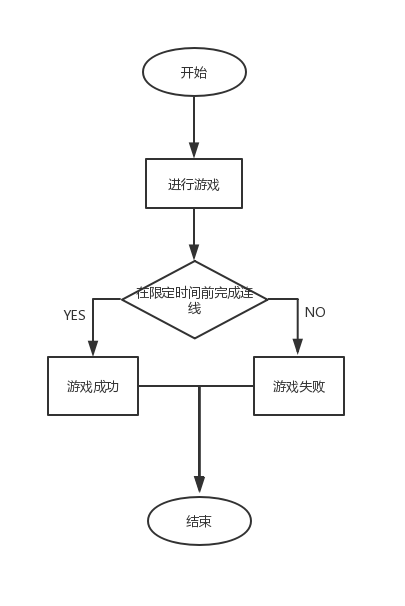 开始
进行游戏
在限定时间前完成连
线
YES
NO
游戏成功
游戏失败
结束